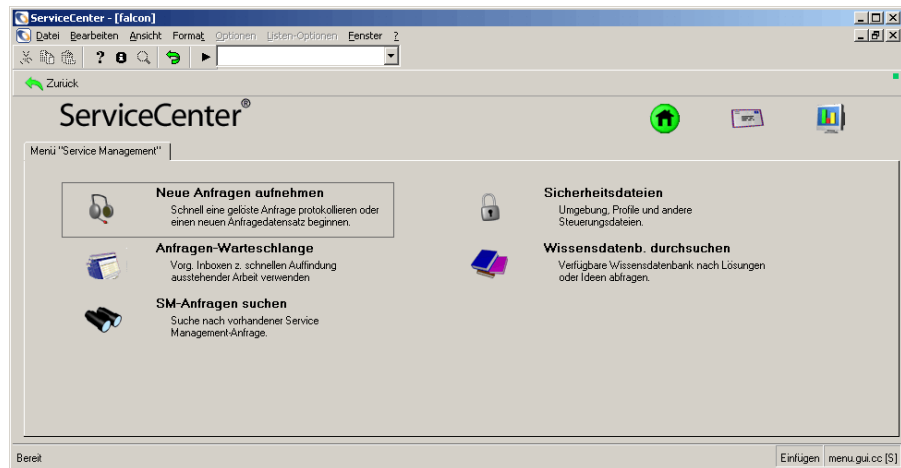 ServiceCenter - [falcon]
Datei Bearbeiten Ansicht Format Optionen Listen-Optionen Fenster ?
Zurück
ServiceCenter®
Menü "Service Management"
Neue Anfragen aufnehmen
Schnell eine gelöste Anfrage protokollieren oder
einen neuen Anfragedatensatz beginnen.
Anfragen-Warteschlange
Vorg. Inboxen z. schnellen Auffindung
ausstehender Arbeit verwenden
SM-Anfragen suchen
Suche nach vorhandener Service
Management-Anfrage.
Sicherheitsdateien
Umgebung, Profile und andere
Steuerungsdateien.
Wissensdatenb. durchsuchen
Verfügbare Wissensdatenbank nach Lösungen
oder Ideen abfragen.
Bereit
Einfügen menu.gui.cc [S]